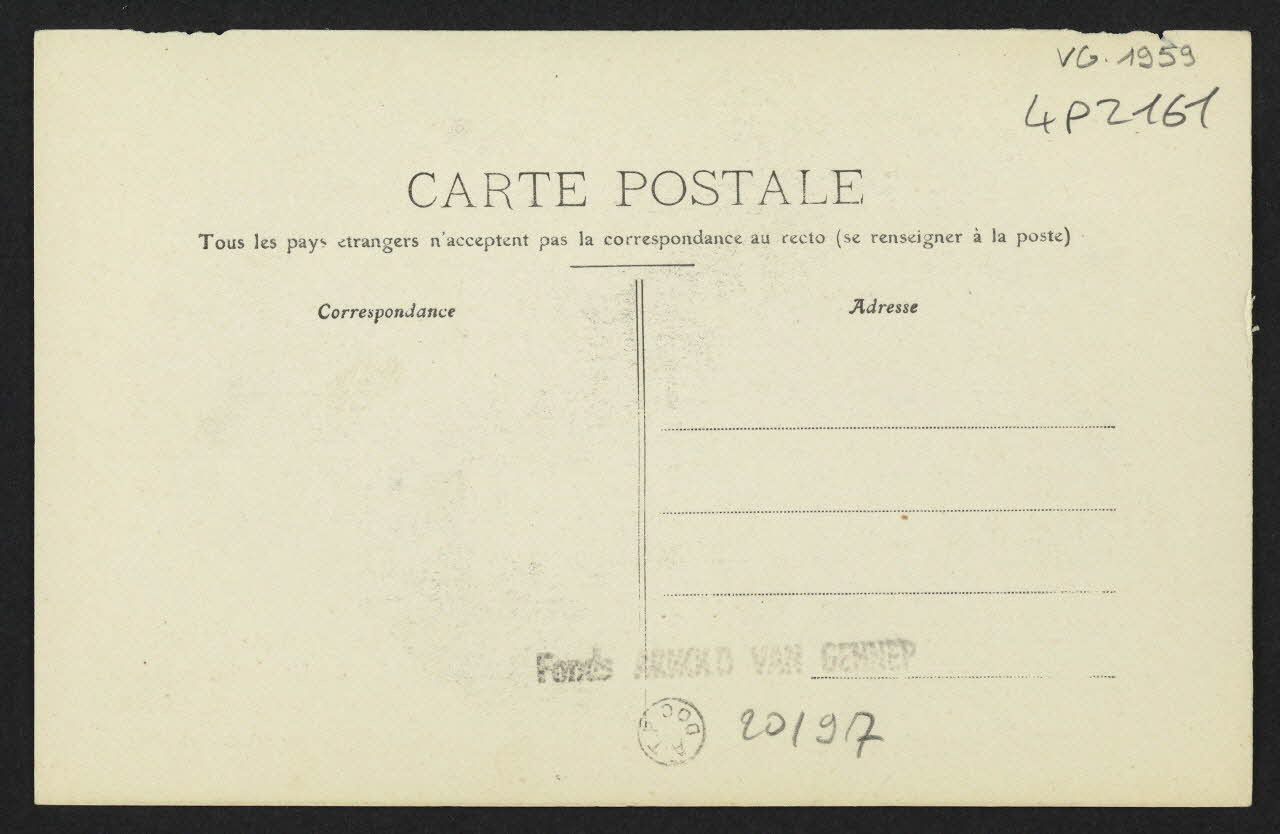 VG. 1959
4P2161
CARTE POSTALE
Tous les pays etrangers n'acceptent pas la correspondance au recto (se renseigner à la poste)
Correspondance
Adresse
Fonds ARNOLD VAN GENNEP
20197